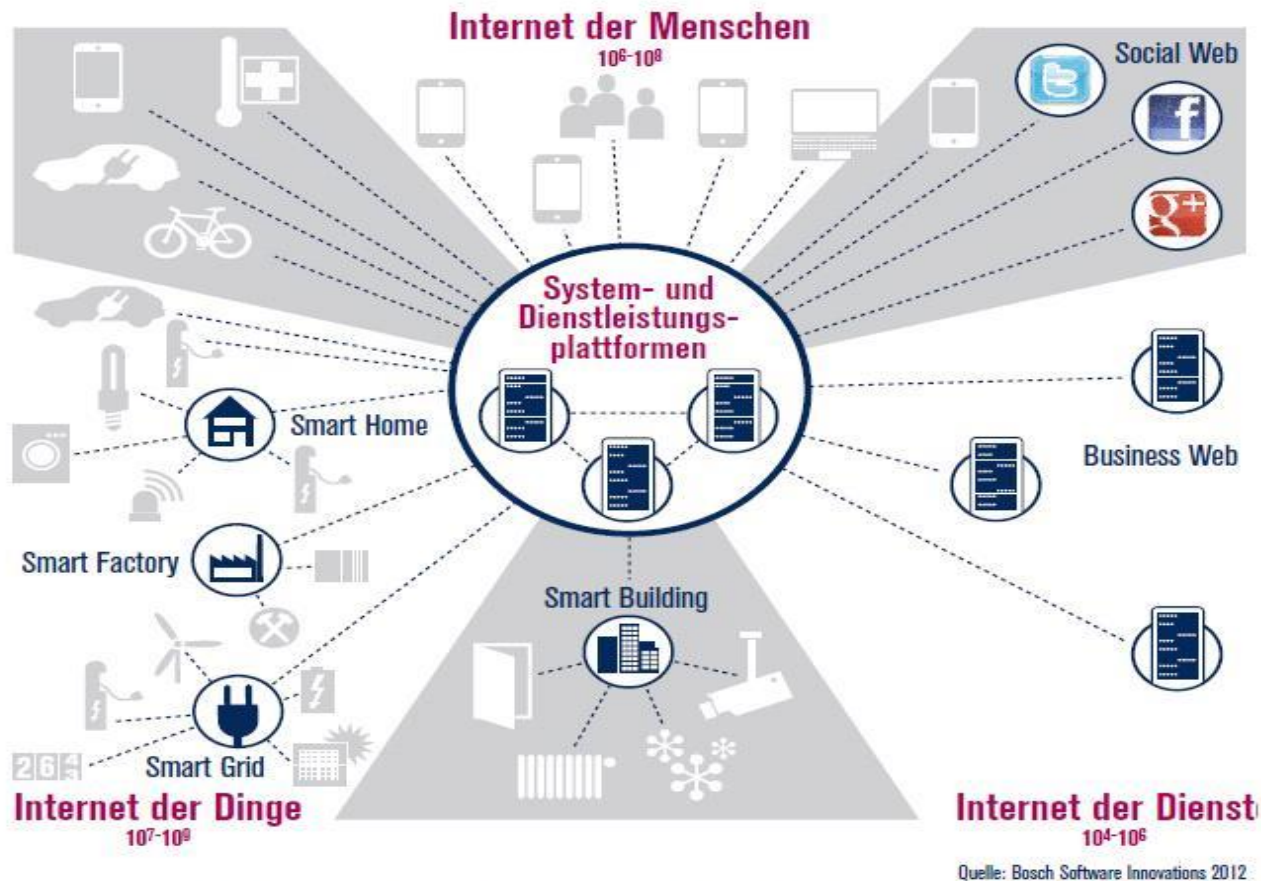 Internet der Menschen
10⁶-10⁸
Social Web
t
f
g+
System- und
Dienstleistungs-
plattformen
Smart Home
Business Web
Smart Factory
Smart Building
Smart Grid
Internet der Dinge
10⁷-10⁹
Internet der Dienst
10⁴-10⁶
Quelle: Bosch Software Innovations 2012